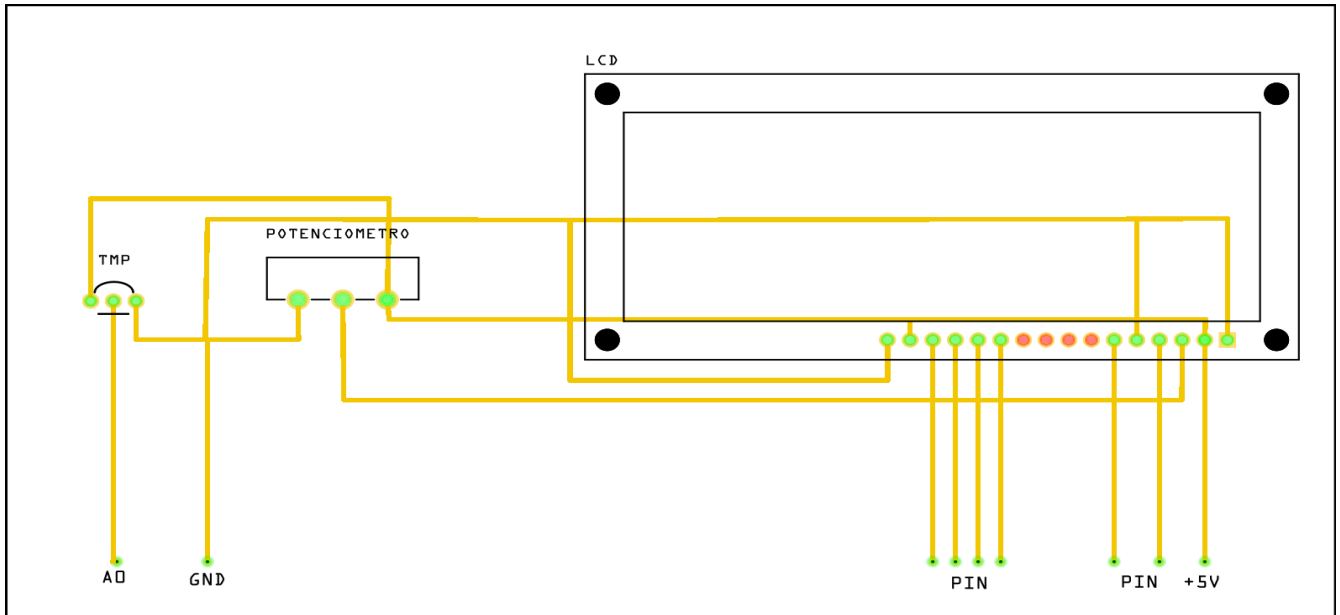 LCD
POTENCIOMETRO
TMP
A0
GND
PIN
PIN
+5V